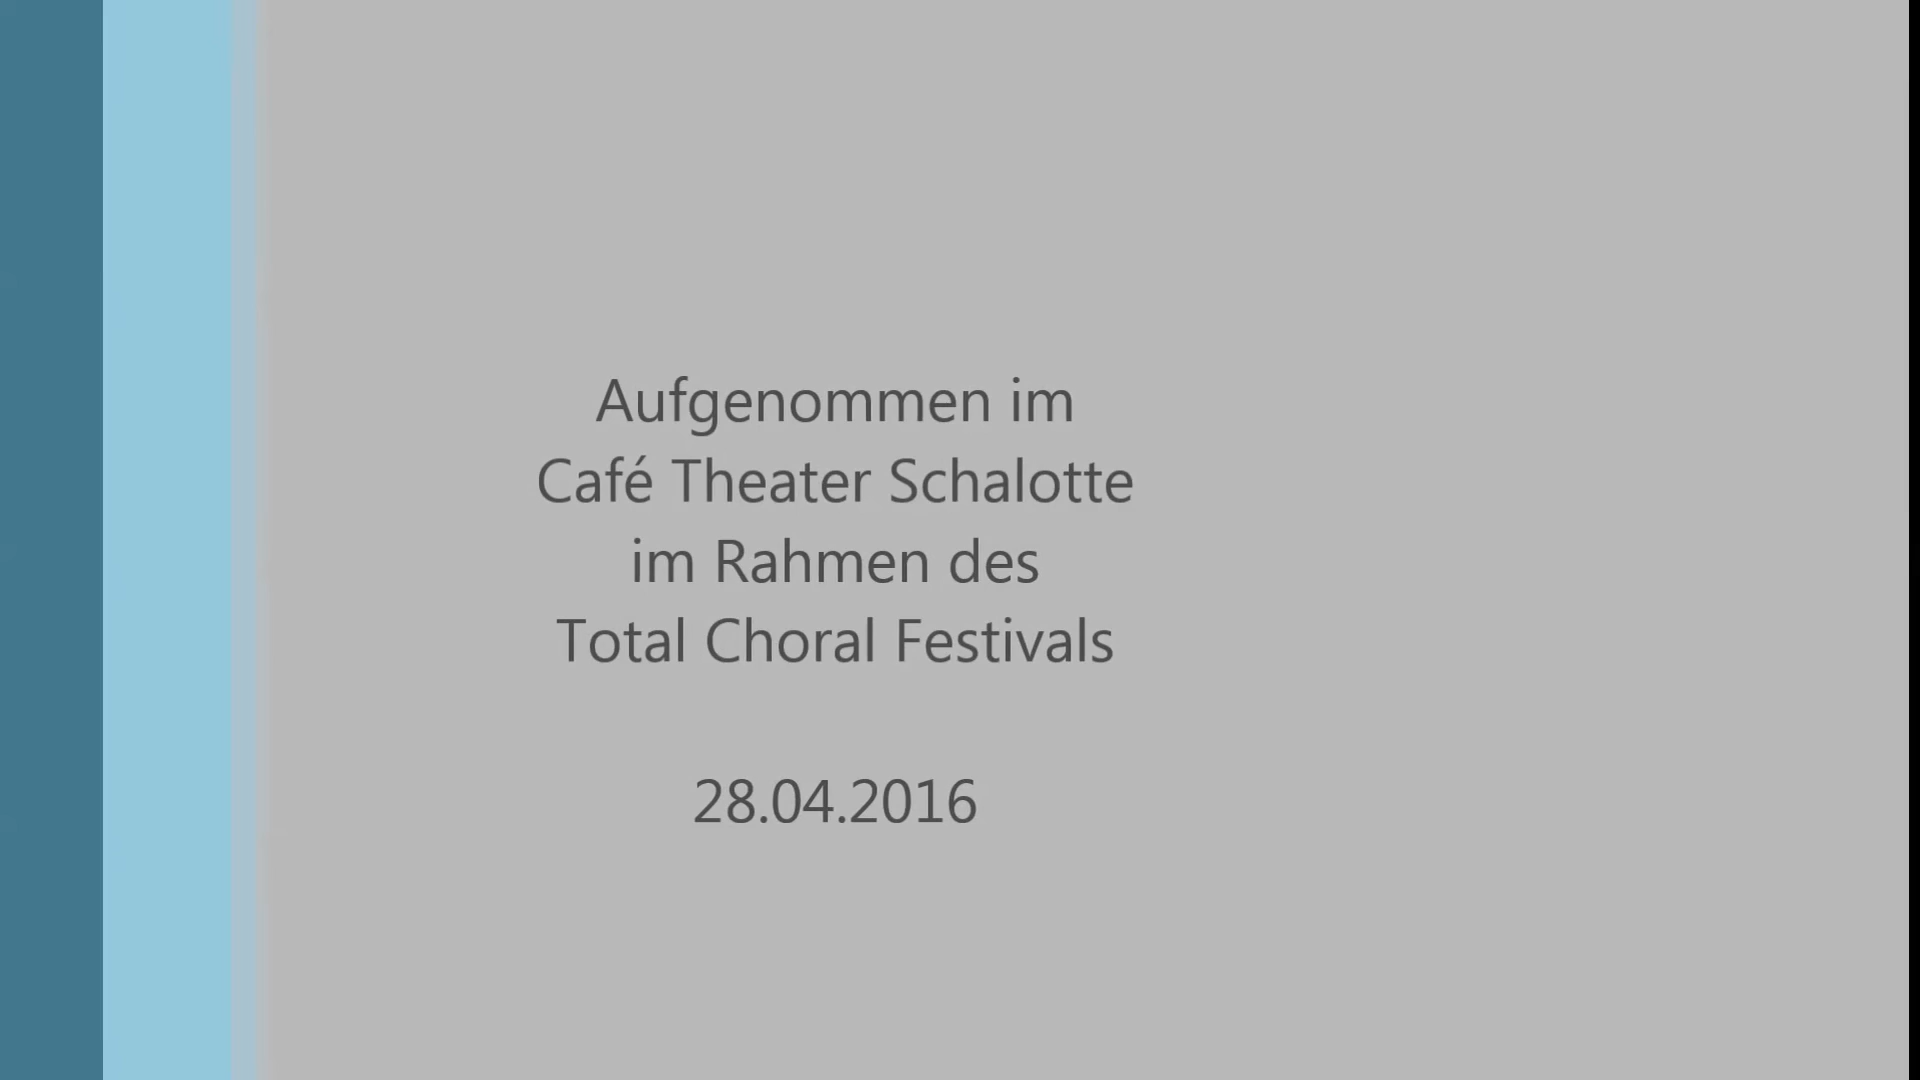 Aufgenommen im
Café Theater Schalotte
im Rahmen des
Total Choral Festivals
28.04.2016